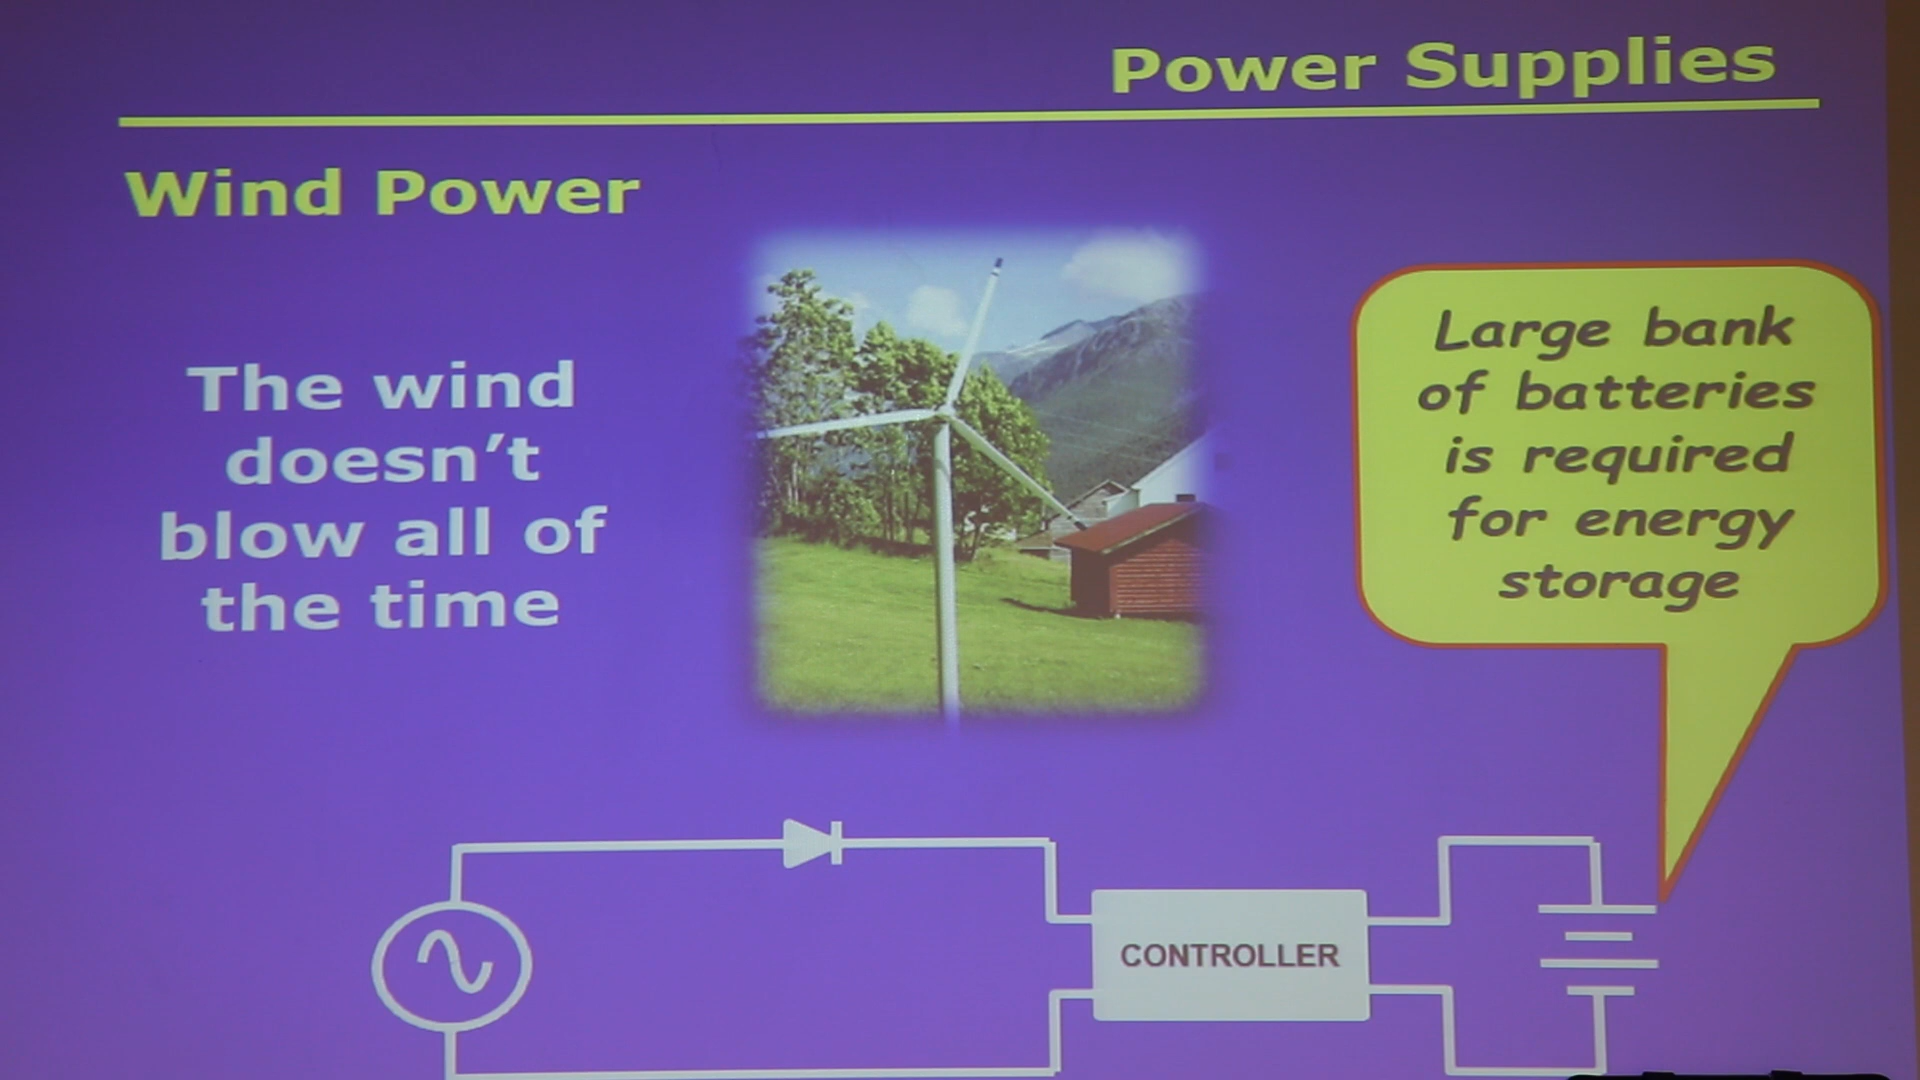 Power Supplies
Wind Power
The wind
doesn’t
blow all of
the time
Large bank
of batteries
is required
for energy
storage
CONTROLLER